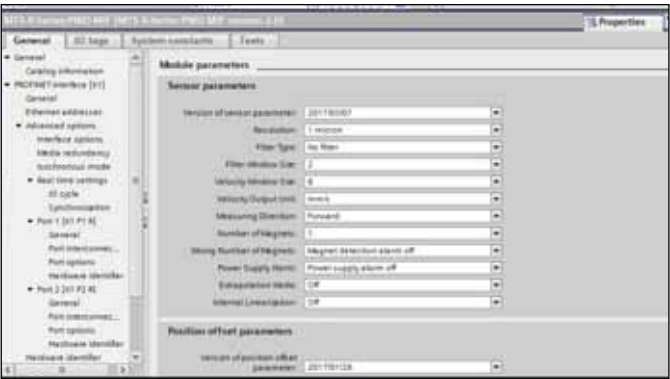 MTS R-Series PNIO MIF [MTS R-Series PNIO MIF version 2.0]
Properties
General
IO tags
System constants
Texts
General
Catalog information
PROFINET interface [X1]
General
Ethernet addresses
Advanced options
Interface options
Media redundancy
Isochronous mode
Real time settings
IO cycle
Synchronization
Port 1 [X1 P1 R]
General
Port interconnec...
Port options
Hardware identifier
Port 2 [X1 P2 R]
General
Port interconnec...
Port options
Hardware identifier
Hardware identifier
Module parameters
Sensor parameters
Version of sensor parameter:
Resolution: 1 micron
Filter Type: No filter
Filter Window Size: 2
Velocity Window Size: 8
Velocity Output Unit: mm/s
Measuring Direction: Forward
Number of Magnets: 1
Wrong Number of Magnets: Magnet detection alarm off
Power Supply Alarm: Power supply alarm off
Extrapolation Mode: Off
Internal Linearization: Off
Position offset parameters
Version of position offset
parameter: